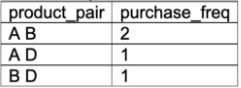 product_pair purchase_freq
A B 2
A D 1
B D 1